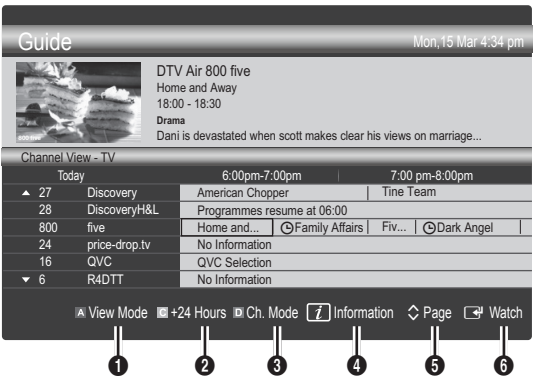 Guide Mon,15 Mar 4:34 pm
DTV Air 800 five
Home and Away
18:00 - 18:30
Drama
Dani is devastated when scott makes clear his views on marriage...
800 five
Channel View - TV
Today 6:00pm-7:00pm 7:00 pm-8:00pm
▲ 27 Discovery American Chopper Tine Team
28 DiscoveryH&L Programmes resume at 06:00
800 five Home and... Family Affairs Fiv... Dark Angel
24 price-drop.tv No Information
16 QVC QVC Selection
▼ 6 R4DTT No Information
A View Mode C +24 Hours D Ch. Mode i Information Page Watch
1 2 3 4 5 6